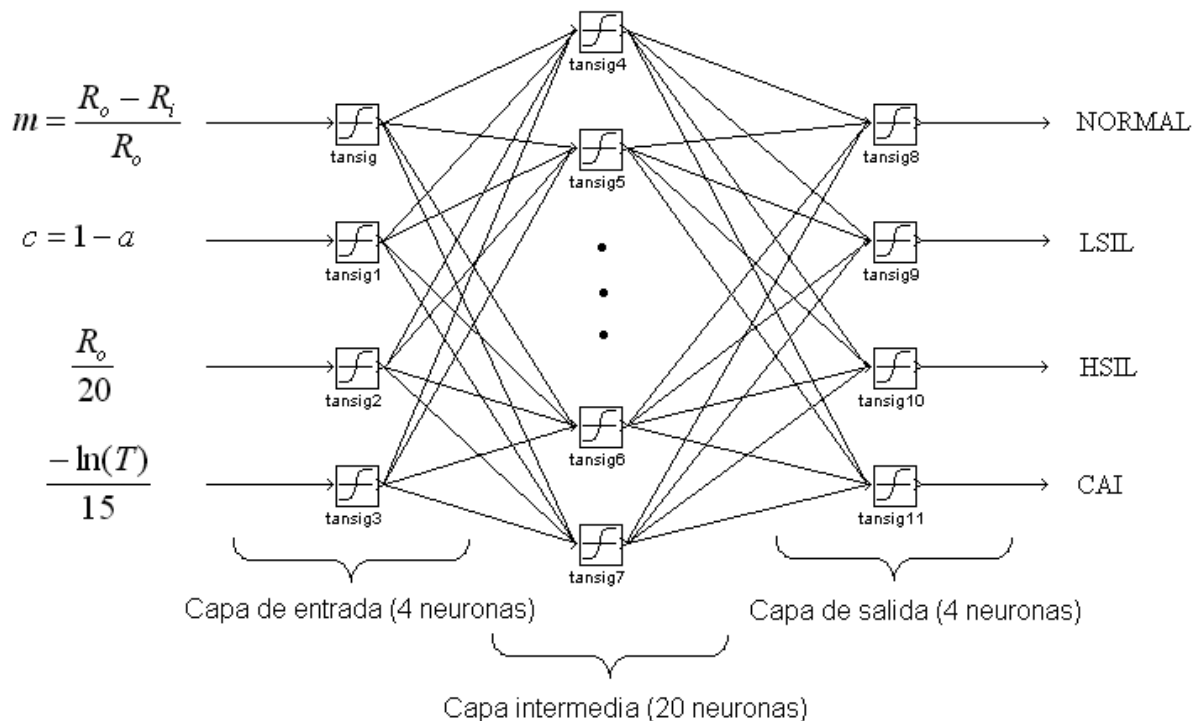 tansig4
m = (R_o − R_i) / R_o
tansig
NORMAL
tansig8
tansig5
c = 1 − a
tansig1
LSIL
tansig9
R_o / 20
tansig2
HSIL
tansig10
tansig6
−ln(T) / 15
tansig3
CAI
tansig11
tansig7
Capa de entrada (4 neuronas)
Capa de salida (4 neuronas)
Capa intermedia (20 neuronas)